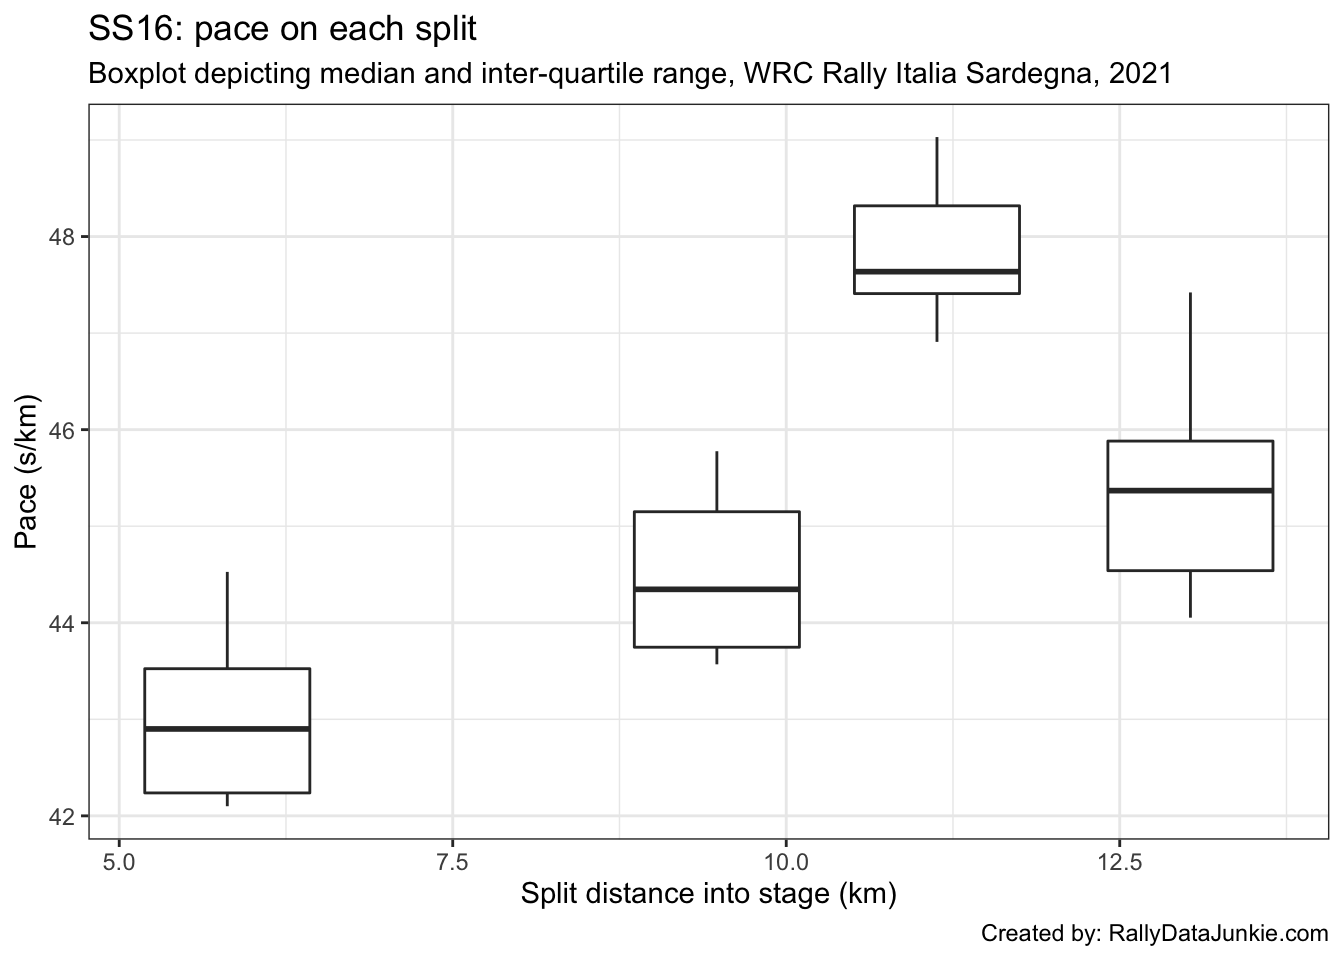 SS16: pace on each split
Boxplot depicting median and inter-quartile range, WRC Rally Italia Sardegna, 2021
Pace (s/km)
48
46
44
42
5.0 7.5 10.0 12.5
Split distance into stage (km)
Created by: RallyDataJunkie.com